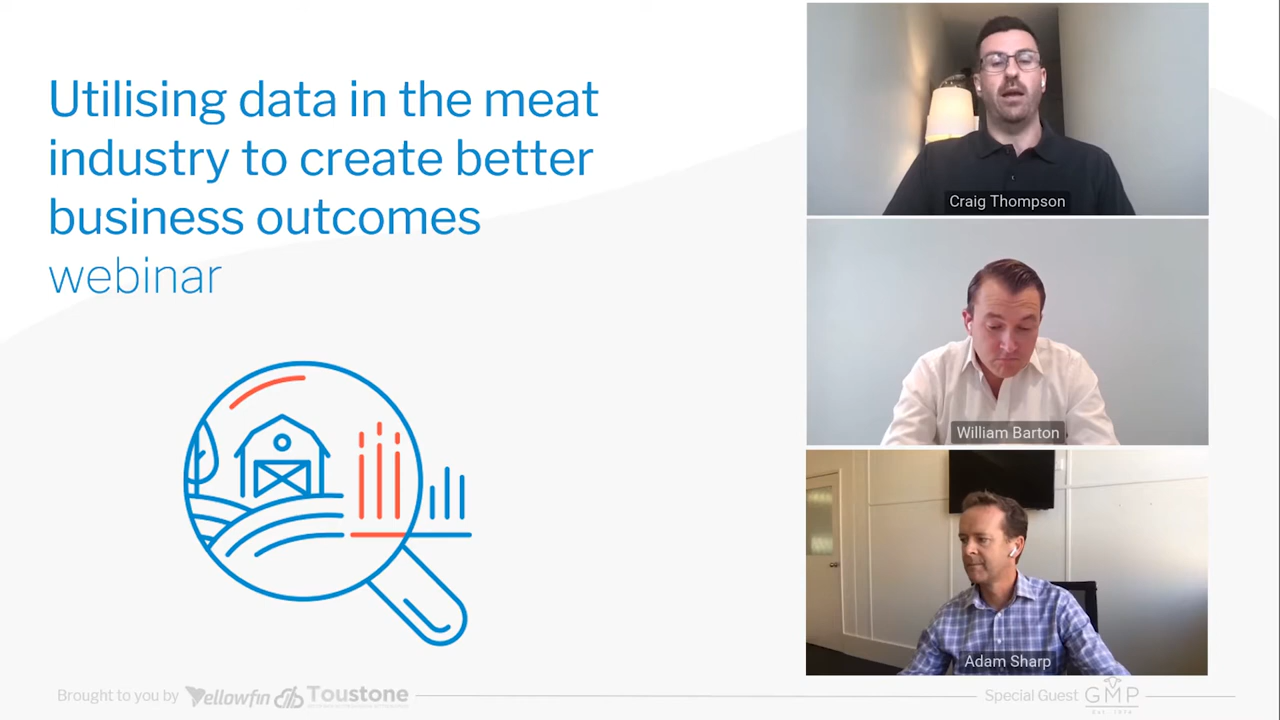 Utilising data in the meat
industry to create better
business outcomes
webinar
Craig Thompson
William Barton
Adam Sharp
Brought to you by Yellowfin Toustone
Special Guest GMP